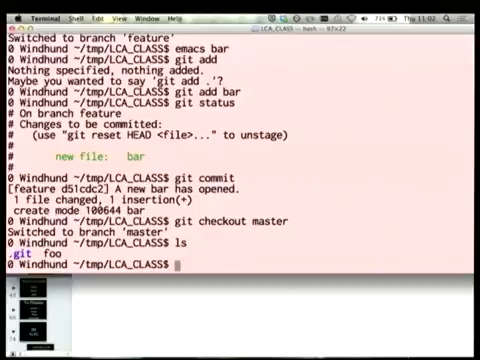 Terminal Shell Edit View Window Help 71% Thu 11:02
LCA_CLASS — bash — 97×22
Switched to branch 'feature'
0 Windhund ~/tmp/LCA_CLASS$ emacs bar
0 Windhund ~/tmp/LCA_CLASS$ git add
Nothing specified, nothing added.
Maybe you wanted to say 'git add .'?
0 Windhund ~/tmp/LCA_CLASS$ git add bar
0 Windhund ~/tmp/LCA_CLASS$ git status
# On branch feature
# Changes to be committed:
#   (use "git reset HEAD <file>..." to unstage)
#
#       new file:   bar
#
0 Windhund ~/tmp/LCA_CLASS$ git commit
[feature d51cdc2] A new bar has opened.
 1 file changed, 1 insertion(+)
 create mode 100644 bar
0 Windhund ~/tmp/LCA_CLASS$ git checkout master
Switched to branch 'master'
0 Windhund ~/tmp/LCA_CLASS$ ls
.git  foo
0 Windhund ~/tmp/LCA_CLASS$